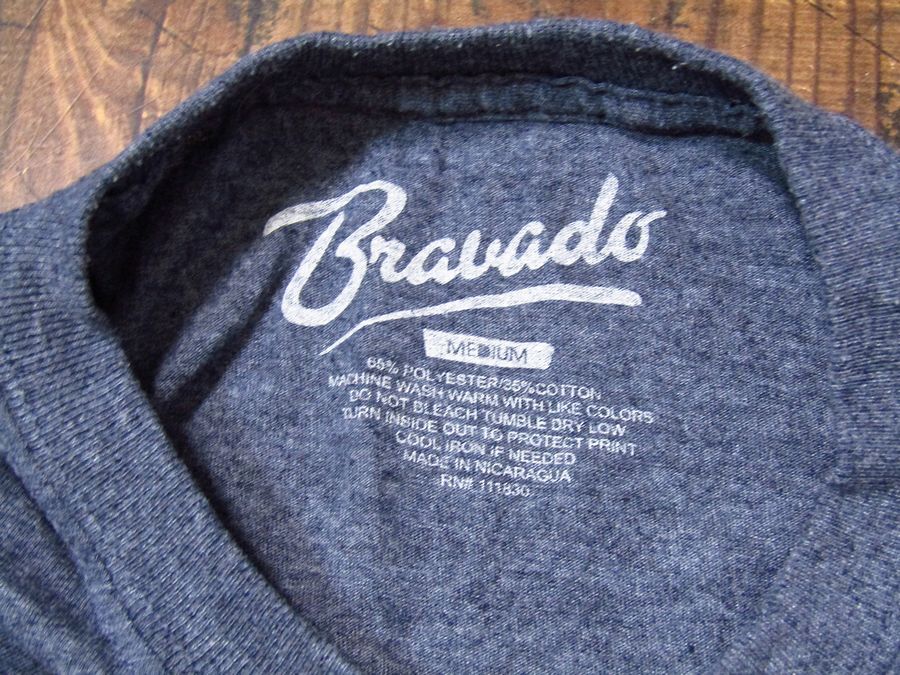 Bravado
MEDIUM
65% POLYESTER/35%COTTON
MACHINE WASH WARM WITH LIKE COLORS
DO NOT BLEACH TUMBLE DRY LOW
TURN INSIDE OUT TO PROTECT PRINT
COOL IRON IF NEEDED
MADE IN NICARAGUA
RN# 111830